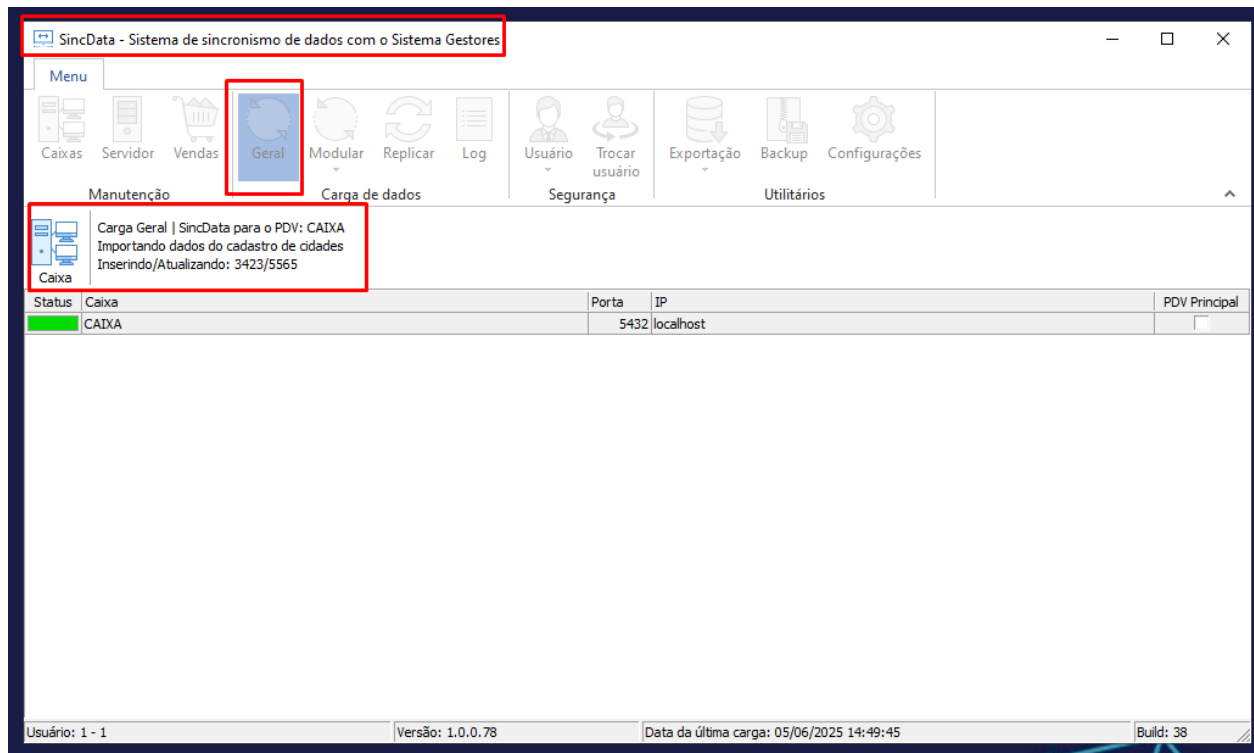 SincData - Sistema de sincronismo de dados com o Sistema Gestores
Menu
Caixas Servidor Vendas Geral Modular Replicar Log Usuário Trocar usuário Exportação Backup Configurações
Manutenção Carga de dados Segurança Utilitários
Carga Geral | SincData para o PDV: CAIXA
Importando dados do cadastro de cidades
Inserindo/Atualizando: 3423/5565
Caixa
Status Caixa Porta IP PDV Principal
CAIXA 5432 localhost
Usuário: 1 - 1 Versão: 1.0.0.78 Data da última carga: 05/06/2025 14:49:45 Build: 38